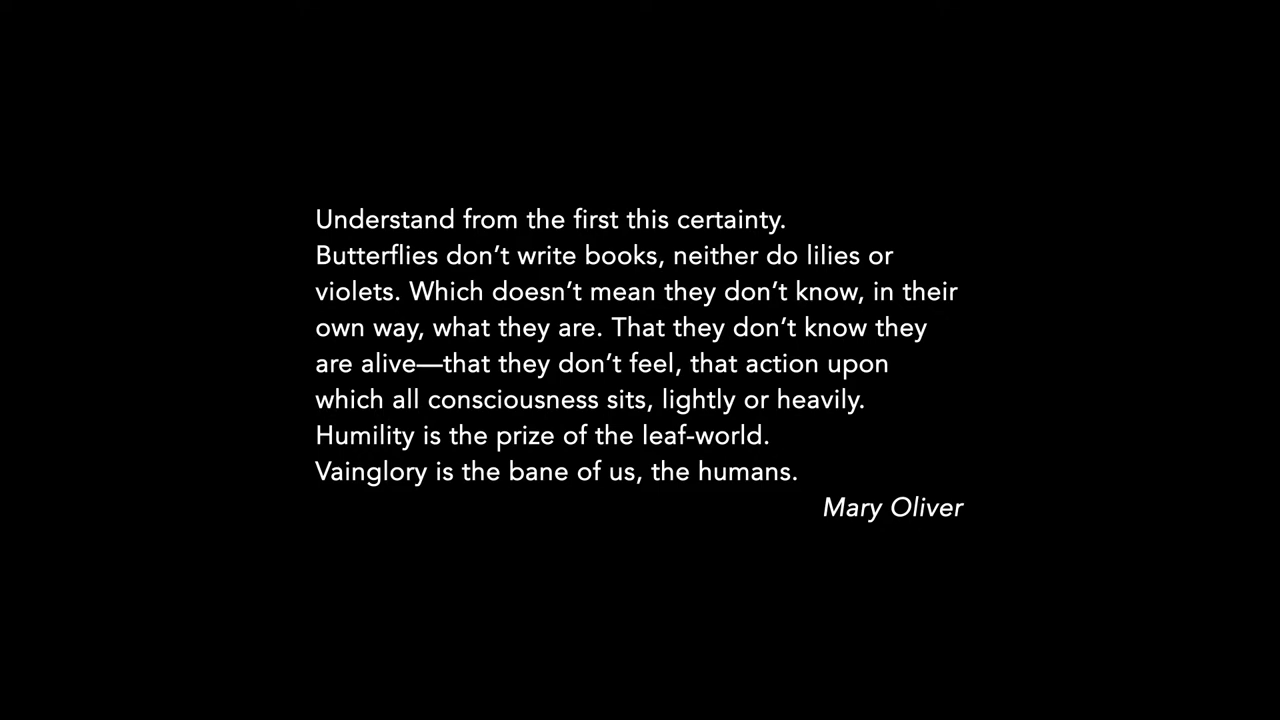 Understand from the first this certainty.
Butterflies don’t write books, neither do lilies or
violets. Which doesn’t mean they don’t know, in their
own way, what they are. That they don’t know they
are alive—that they don’t feel, that action upon
which all consciousness sits, lightly or heavily.
Humility is the prize of the leaf-world.
Vainglory is the bane of us, the humans.
Mary Oliver